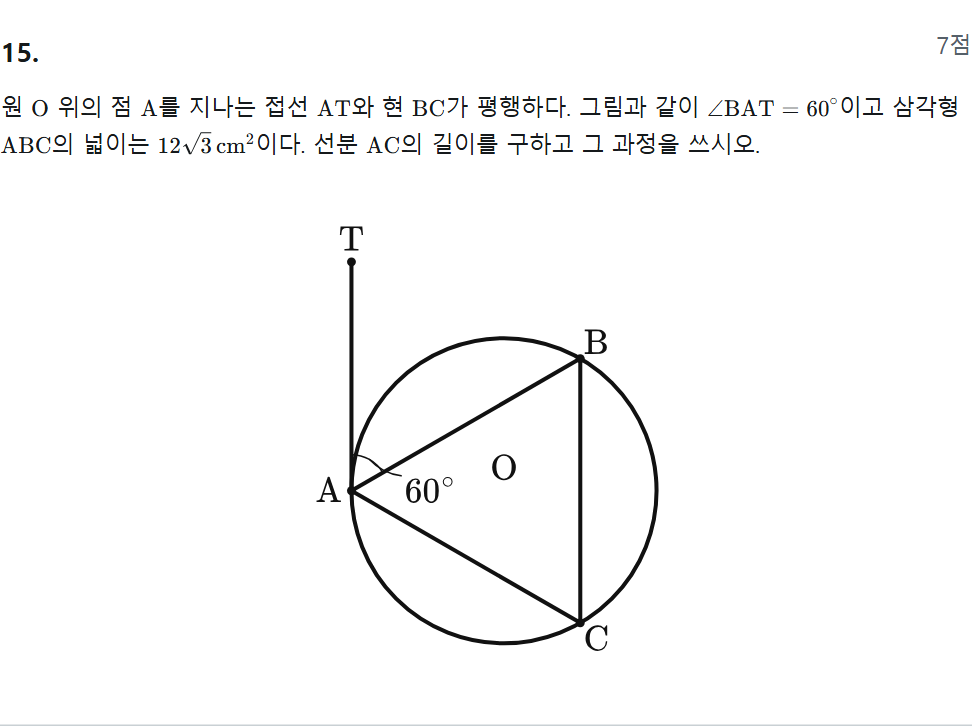 15.
7점
원 O 위의 점 A를 지나는 접선 AT와 현 BC가 평행하다. 그림과 같이 ∠BAT = 60°이고 삼각형
ABC의 넓이는 12√3 cm²이다. 선분 AC의 길이를 구하고 그 과정을 쓰시오.
T
B
O
A
60°
C